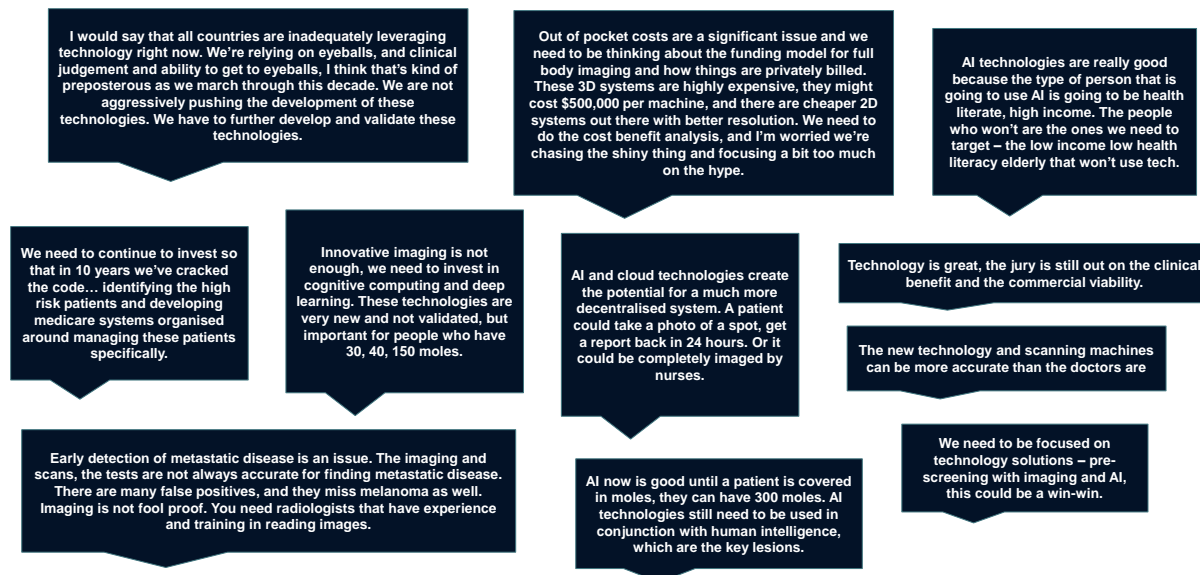 I would say that all countries are inadequately leveraging
technology right now. We're relying on eyeballs, and clinical
judgement and ability to get to eyeballs, I think that's kind of
preposterous as we march through this decade. We are not
aggressively pushing the development of these
technologies. We have to further develop and validate these
technologies.
Out of pocket costs are a significant issue and we
need to be thinking about the funding model for full
body imaging and how things are privately billed.
These 3D systems are highly expensive, they might
cost $500,000 per machine, and there are cheaper 2D
systems out there with better resolution. We need to
do the cost benefit analysis, and I'm worried we're
chasing the shiny thing and focusing a bit too much
on the hype.
AI technologies are really good
because the type of person that is
going to use AI is going to be health
literate, high income. The people
who won't are the ones we need to
target – the low income low health
literacy elderly that won't use tech.
We need to continue to invest so
that in 10 years we've cracked
the code… identifying the high
risk patients and developing
medicare systems organised
around managing these patients
specifically.
Innovative imaging is not
enough, we need to invest in
cognitive computing and deep
learning. These technologies are
very new and not validated, but
important for people who have
30, 40, 150 moles.
AI and cloud technologies create
the potential for a much more
decentralised system. A patient
could take a photo of a spot, get
a report back in 24 hours. Or it
could be completely imaged by
nurses.
Technology is great, the jury is still out on the clinical
benefit and the commercial viability.
The new technology and scanning machines
can be more accurate than the doctors are
Early detection of metastatic disease is an issue. The imaging and
scans, the tests are not always accurate for finding metastatic disease.
There are many false positives, and they miss melanoma as well.
Imaging is not fool proof. You need radiologists that have experience
and training in reading images.
AI now is good until a patient is covered
in moles, they can have 300 moles. AI
technologies still need to be used in
conjunction with human intelligence,
which are the key lesions.
We need to be focused on
technology solutions – pre-
screening with imaging and AI,
this could be a win-win.